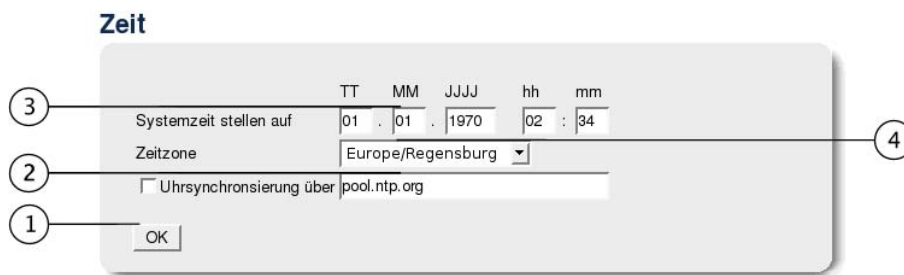 Zeit
TT MM JJJJ hh mm
3
Systemzeit stellen auf 01 . 01 . 1970 02 : 34
4
Zeitzone Europe/Regensburg
2
Uhrsynchronsierung über pool.ntp.org
1
OK